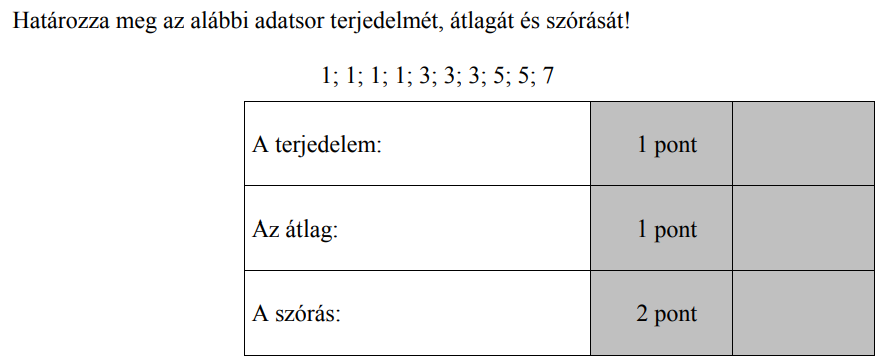 Határozza meg az alábbi adatsor terjedelmét, átlagát és szórását!
1; 1; 1; 1; 3; 3; 3; 5; 5; 7
A terjedelem: 1 pont
Az átlag: 1 pont
A szórás: 2 pont